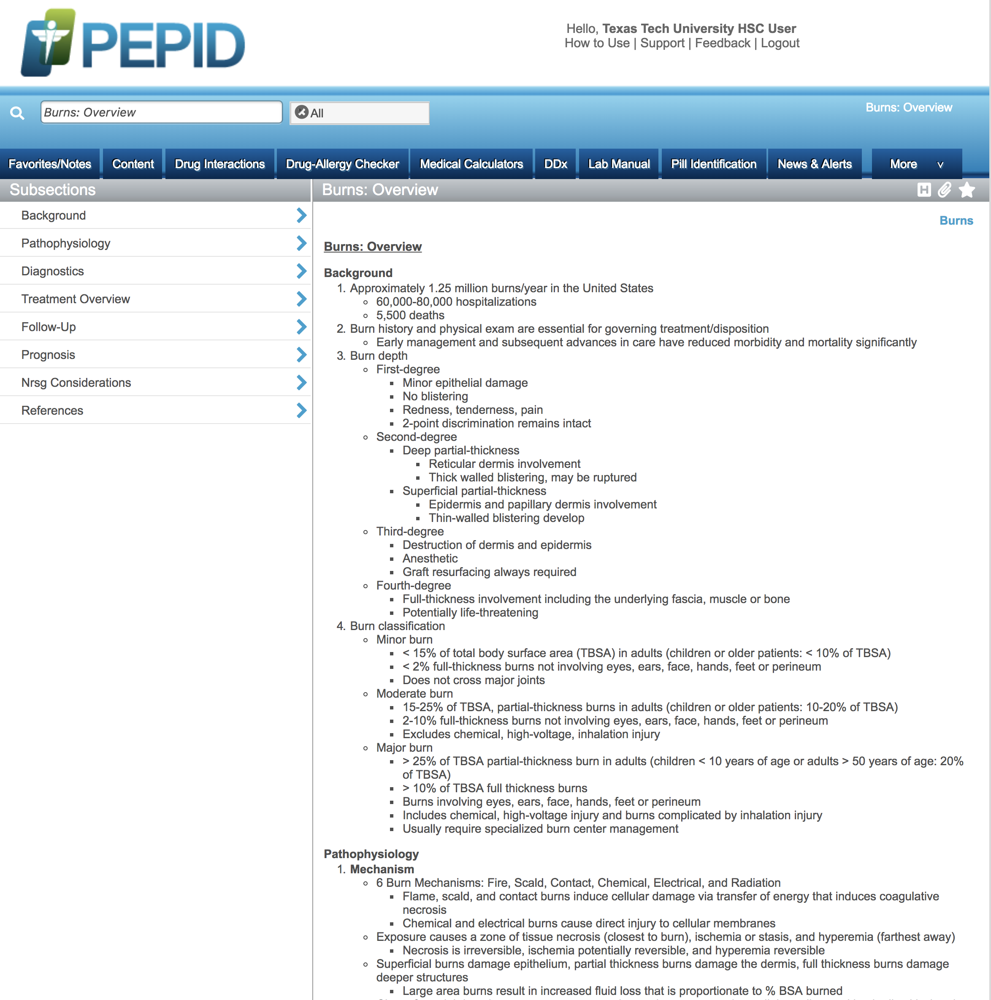 PEPID
Hello, Texas Tech University HSC User
How to Use | Support | Feedback | Logout
Burns: Overview
All
Burns: Overview
Favorites/Notes
Content
Drug Interactions
Drug-Allergy Checker
Medical Calculators
DDx
Lab Manual
Pill Identification
News & Alerts
More v
Subsections
Background
Pathophysiology
Diagnostics
Treatment Overview
Follow-Up
Prognosis
Nrsg Considerations
References
Burns: Overview
H
Burns
Burns: Overview
Background
1. Approximately 1.25 million burns/year in the United States
60,000-80,000 hospitalizations
5,500 deaths
2. Burn history and physical exam are essential for governing treatment/disposition
Early management and subsequent advances in care have reduced morbidity and mortality significantly
3. Burn depth
First-degree
Minor epithelial damage
No blistering
Redness, tenderness, pain
2-point discrimination remains intact
Second-degree
Deep partial-thickness
Reticular dermis involvement
Thick walled blistering, may be ruptured
Superficial partial-thickness
Epidermis and papillary dermis involvement
Thin-walled blistering develop
Third-degree
Destruction of dermis and epidermis
Anesthetic
Graft resurfacing always required
Fourth-degree
Full-thickness involvement including the underlying fascia, muscle or bone
Potentially life-threatening
4. Burn classification
Minor burn
< 15% of total body surface area (TBSA) in adults (children or older patients: < 10% of TBSA)
< 2% full-thickness burns not involving eyes, ears, face, hands, feet or perineum
Does not cross major joints
Moderate burn
15-25% of TBSA, partial-thickness burns in adults (children or older patients: 10-20% of TBSA)
2-10% full-thickness burns not involving eyes, ears, face, hands, feet or perineum
Excludes chemical, high-voltage, inhalation injury
Major burn
> 25% of TBSA partial-thickness burn in adults (children < 10 years of age or adults > 50 years of age: 20%
of TBSA)
> 10% of TBSA full thickness burns
Burns involving eyes, ears, face, hands, feet or perineum
Includes chemical, high-voltage injury and burns complicated by inhalation injury
Usually require specialized burn center management
Pathophysiology
1. Mechanism
6 Burn Mechanisms: Fire, Scald, Contact, Chemical, Electrical, and Radiation
Flame, scald, and contact burns induce cellular damage via transfer of energy that induces coagulative
necrosis
Chemical and electrical burns cause direct injury to cellular membranes
Exposure causes a zone of tissue necrosis (closest to burn), ischemia or stasis, and hyperemia (farthest away)
Necrosis is irreversible, ischemia potentially reversible, and hyperemia reversible
Superficial burns damage epithelium, partial thickness burns damage the dermis, full thickness burns damage
deeper structures
Large area burns result in increased fluid loss that is proportionate to % BSA burned